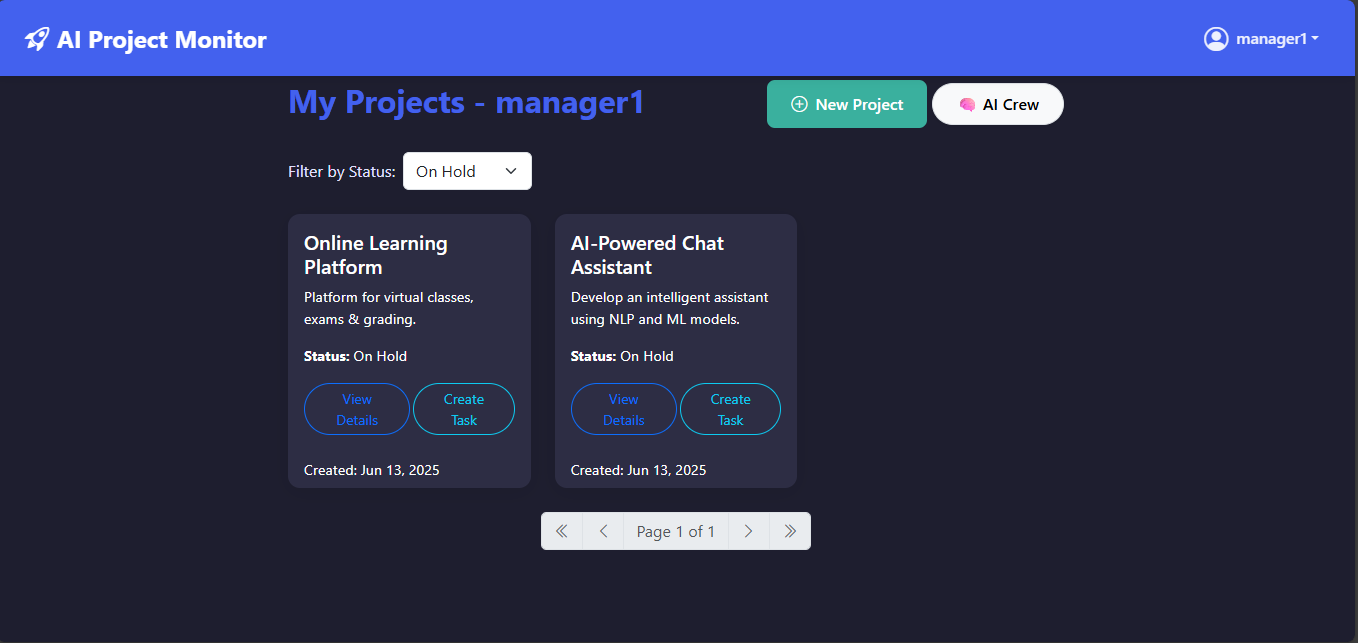 AI Project Monitor
manager1
My Projects - manager1
New Project
AI Crew
Filter by Status:
On Hold
Online Learning
Platform
Platform for virtual classes,
exams & grading.
Status: On Hold
View
Details
Create
Task
Created: Jun 13, 2025
AI-Powered Chat
Assistant
Develop an intelligent assistant
using NLP and ML models.
Status: On Hold
View
Details
Create
Task
Created: Jun 13, 2025
Page 1 of 1